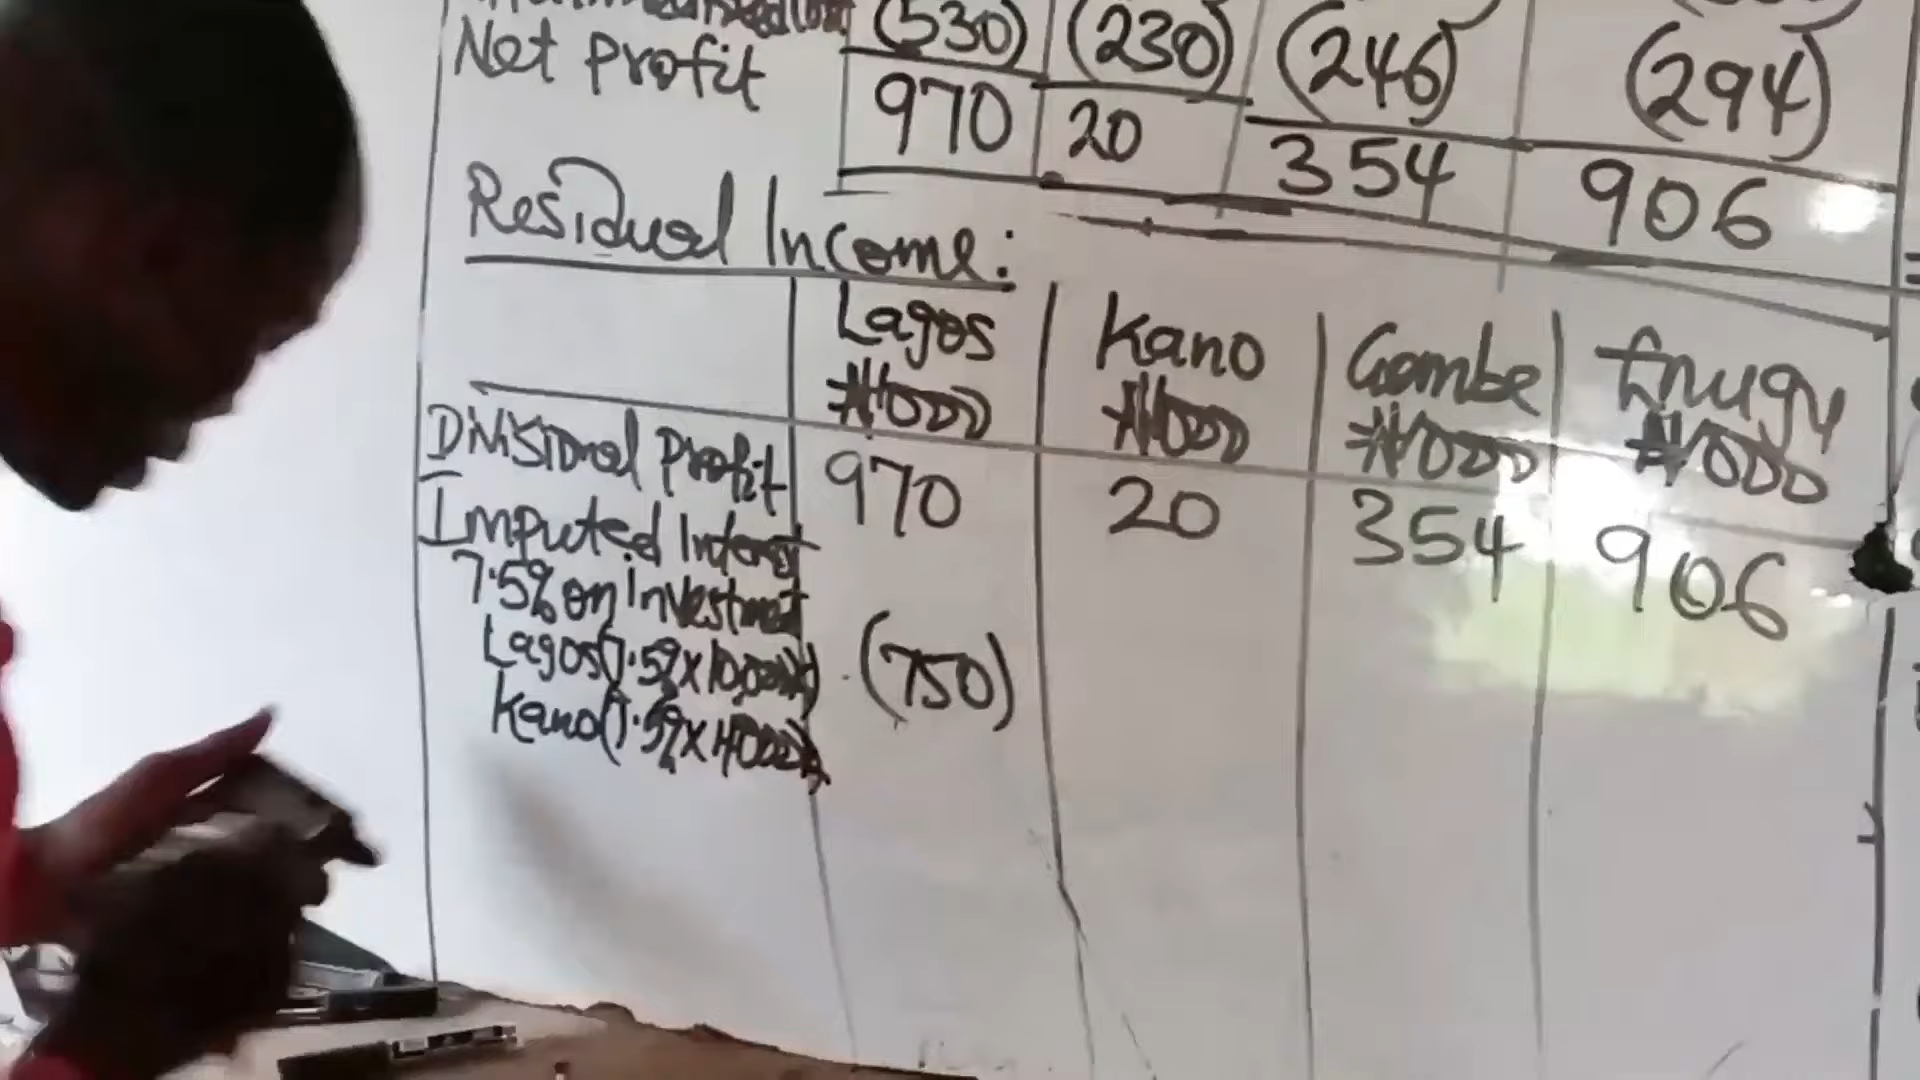 (530) (230) (246) (294)
Net Profit 970 20 354 906
Residual Income:
Lagos Kano Gombe Enugu
₦000 ₦000 ₦000 ₦000
Divisional Profit 970 20 354 906
Imputed Interest
7.5% on investment
Lagos(7.5%x10,000) (750)
Kano(7.5%x4000)